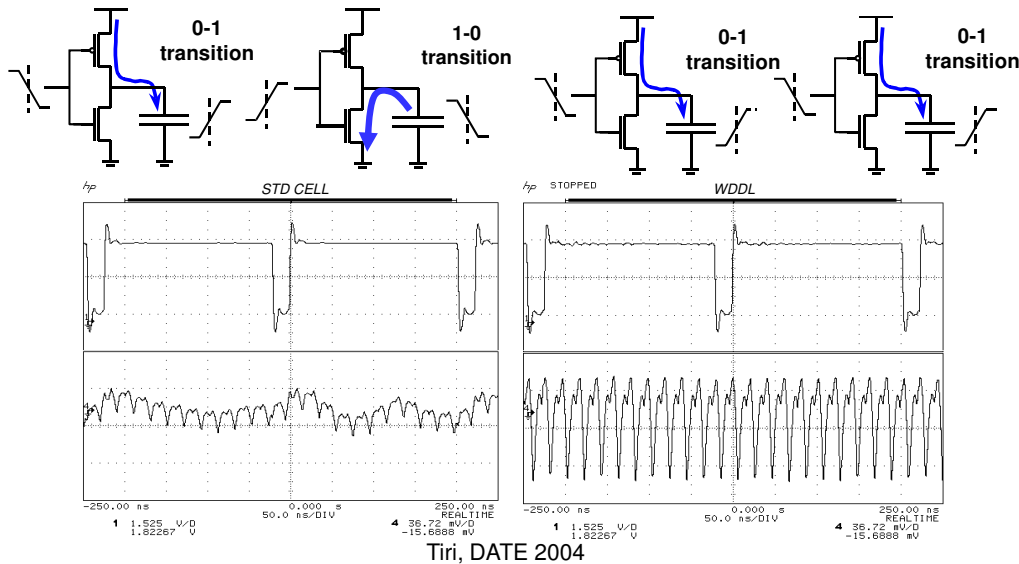 0-1
transition
1-0
transition
0-1
transition
0-1
transition
hp
STD CELL
hp STOPPED
WDDL
-250.00 ns
0.000 s
250.00 ns
50.0 ns/DIV
REALTIME
1 1.525 V/D
1.82267 V
4 36.72 mV/D
-15.6888 mV
-250.00 ns
0.000 s
250.00 ns
50.0 ns/DIV
REALTIME
1 1.525 V/D
1.82267 V
4 36.72 mV/D
-15.6888 mV
Tiri, DATE 2004